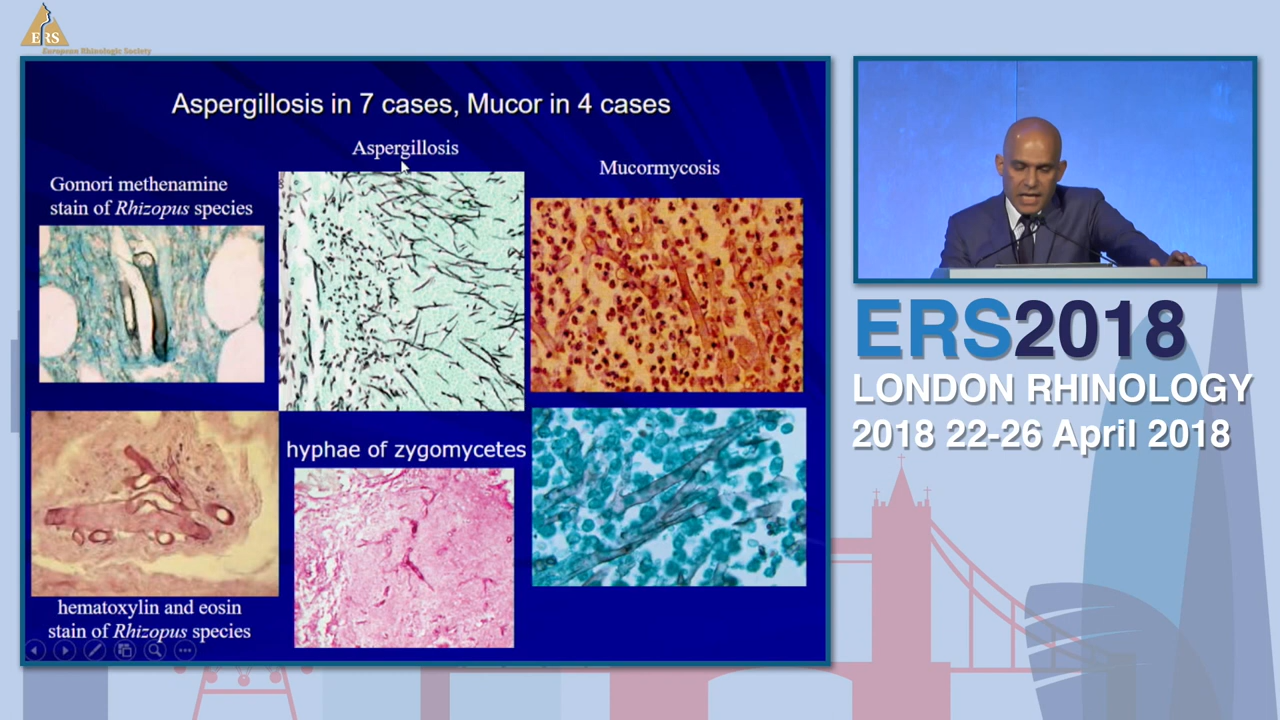 ERS
European Rhinologic Society
Aspergillosis in 7 cases, Mucor in 4 cases
Aspergillosis
Mucormycosis
Gomori methenamine
stain of Rhizopus species
hyphae of zygomycetes
hematoxylin and eosin
stain of Rhizopus species
ERS2018
LONDON RHINOLOGY
2018 22-26 April 2018